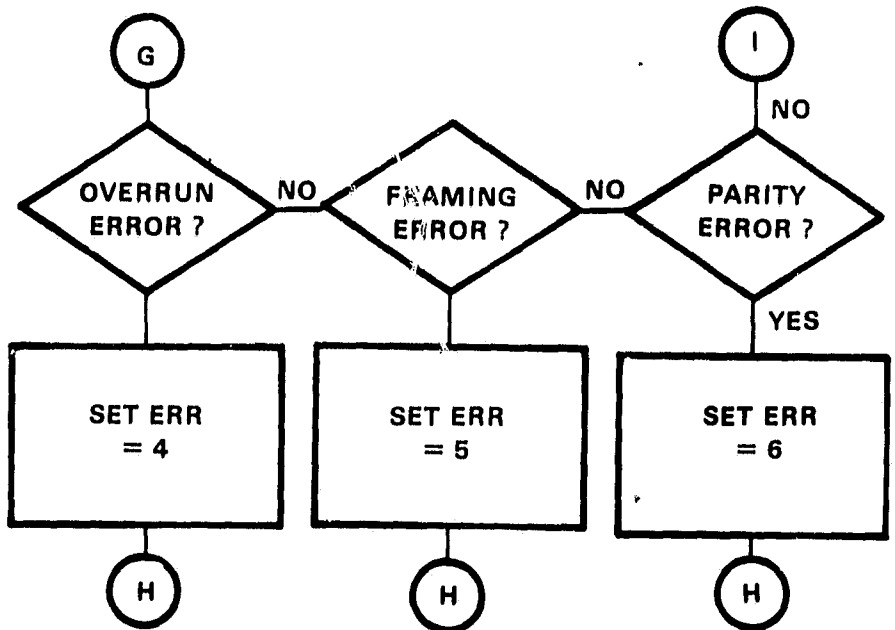 G
I
NO
OVERRUN
ERROR ?
NO
FRAMING
ERROR ?
NO
PARITY
ERROR ?
YES
SET ERR
= 4
SET ERR
= 5
SET ERR
= 6
H
H
H